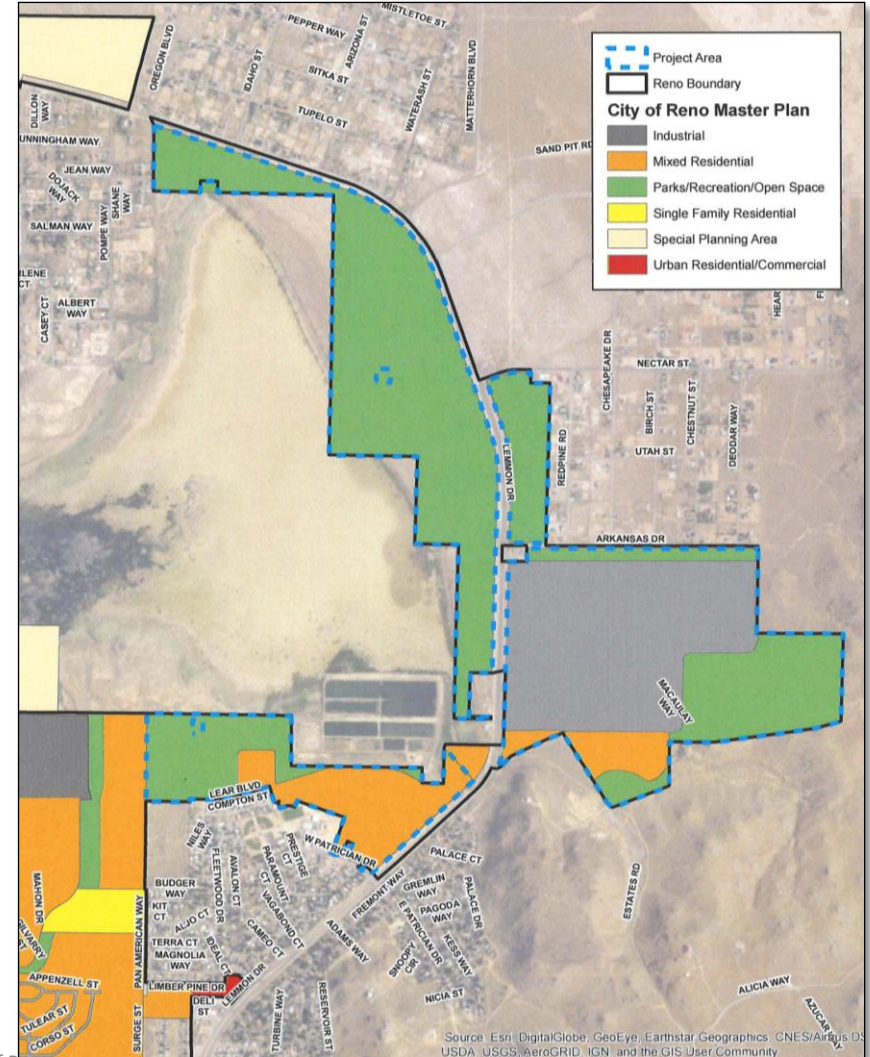 Project Area
Reno Boundary
City of Reno Master Plan
Industrial
Mixed Residential
Parks/Recreation/Open Space
Single Family Residential
Special Planning Area
Urban Residential/Commercial
MISTLETOE ST
PEPPER WAY
ARIZONA ST
OREGON BLVD
IDAHO ST
SITKA ST
WATERASH ST
MATTERHORN BLVD
TUPELO ST
DILLON WAY
UNNINGHAM WAY
SAND PIT RD
JEAN WAY
DOJACK WAY
SHANE WAY
POMPE WAY
SALMAN WAY
RLENE CT
CASEY CT
ALBERT WAY
HEAR
CHESAPEAKE DR
NECTAR ST
BIRCH ST
CHESTNUT ST
DEODAR WAY
REDPINE RD
UTAH ST
LEMMON DR
ARKANSAS DR
MACAULAY WAY
LEAR BLVD
COMPTON ST
NILES WAY
W PATRICIAN DR
PRESTIGE CT
PARAMOUNT CT
PALACE CT
FLEETWOOD DR
AVALON CT
VAGABOND CT
FREMONT WAY
GREMLIN WAY
PALACE DR
ESTATES RD
MAHON DR
BUDGER WAY
KIT CT
PAGODA WAY
E PATRICIAN DR
ALJO CT
CAMEO CT
ADAMS WAY
KESS WAY
PAN AMERICAN WAY
TERRA CT
IDEAL CT
SNOOPY CIR
MAGNOLIA WAY
APPENZELL ST
LIMBER PINE DR
LEMMON DR
DELI ST
NICIA ST
ALICIA WAY
TULEAR ST
CORSO ST
SURGE ST
TURBINE WAY
RESERVOIR ST
Source: Esri, DigitalGlobe, GeoEye, Earthstar Geographics, CNES/Airbus DS
USDA, USGS, AeroGRID, IGN, and the GIS User Community